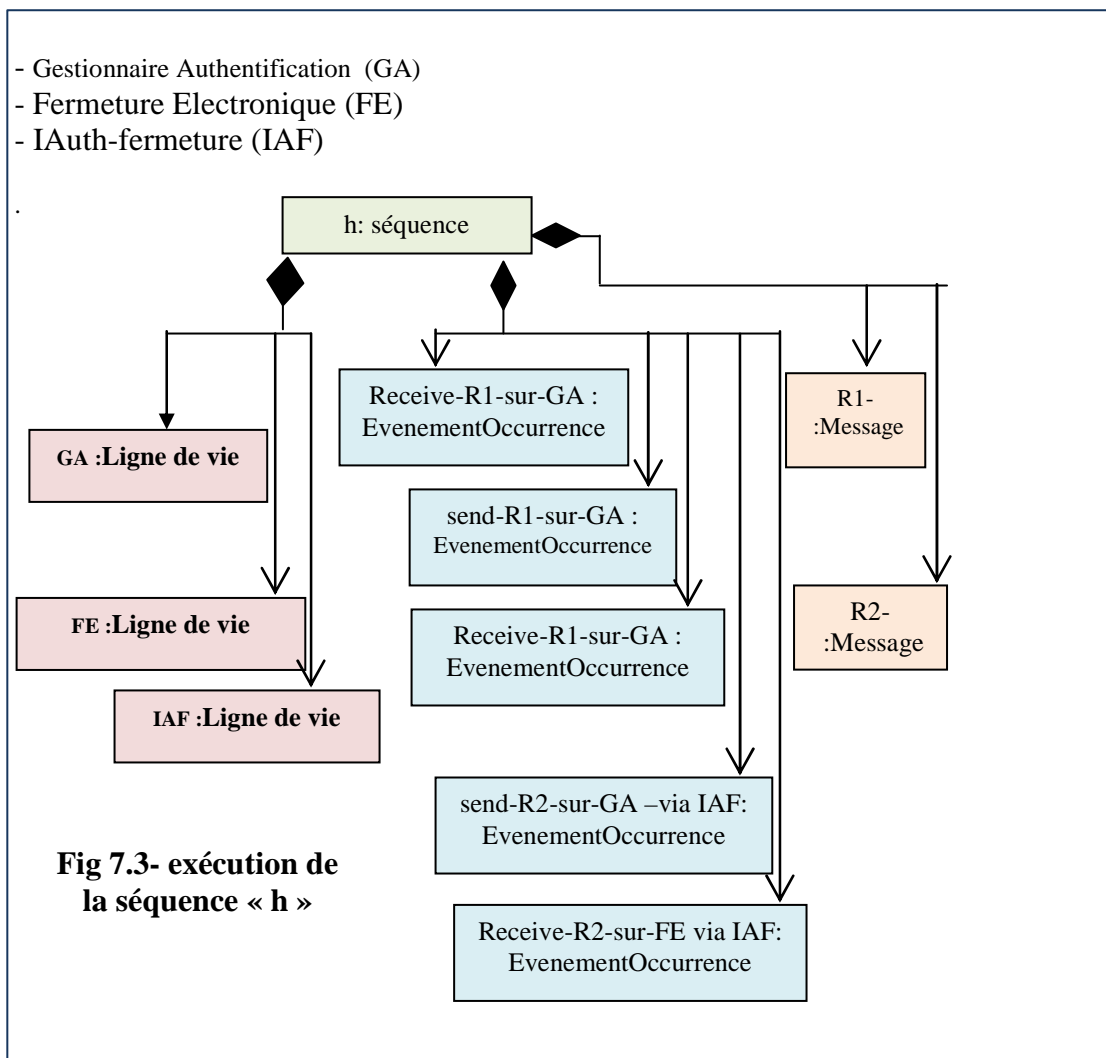 - Gestionnaire Authentification (GA)
- Fermeture Electronique (FE)
- IAuth-fermeture (IAF)
.
h: séquence
GA :Ligne de vie
FE :Ligne de vie
IAF :Ligne de vie
Receive-R1-sur-GA :
EvenementOccurrence
send-R1-sur-GA :
EvenementOccurrence
Receive-R1-sur-GA :
EvenementOccurrence
send-R2-sur-GA –via IAF:
EvenementOccurrence
Receive-R2-sur-FE via IAF:
EvenementOccurrence
R1-
:Message
R2-
:Message
Fig 7.3- exécution de
la séquence « h »